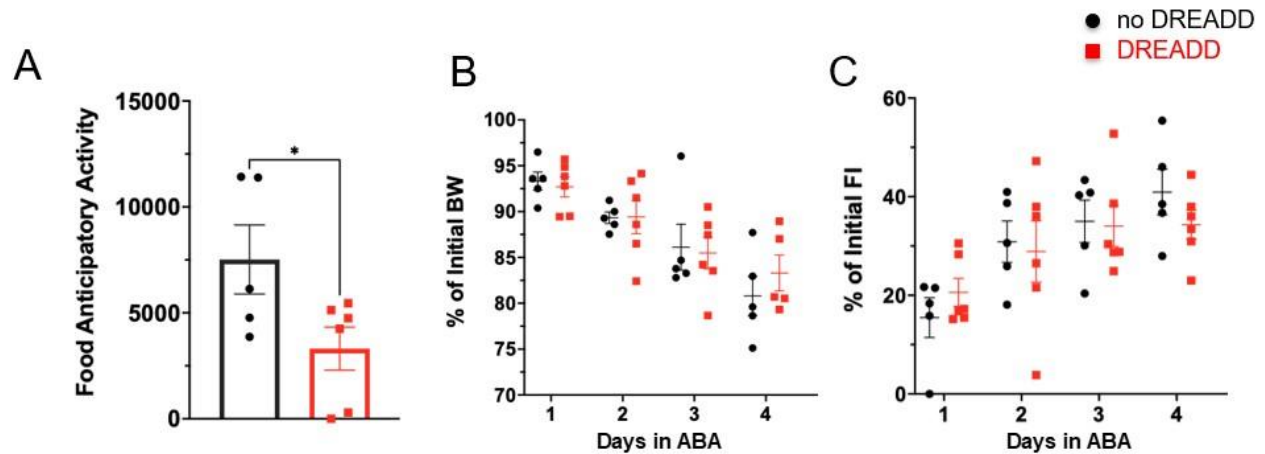 no DREADD
DREADD
A
Food Anticipatory Activity
15000
10000
5000
0
*
B
% of Initial BW
100
95
90
85
80
75
70
1 2 3 4
Days in ABA
C
% of Initial FI
60
40
20
0
1 2 3 4
Days in ABA